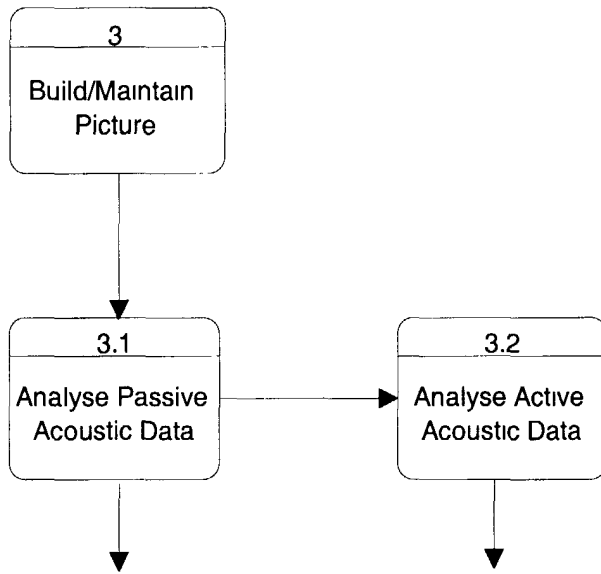 3
Build/Maintain
Picture
3.1
Analyse Passive
Acoustic Data
3.2
Analyse Active
Acoustic Data